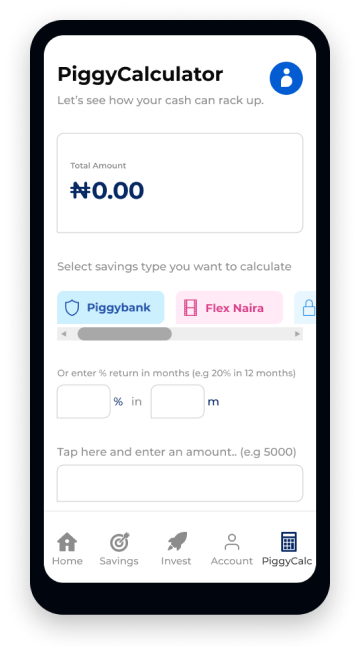 PiggyCalculator
Let's see how your cash can rack up.
Total Amount
₦0.00
Select savings type you want to calculate
Piggybank
Flex Naira
Or enter % return in months (e.g 20% in 12 months)
% in m
Tap here and enter an amount.. (e.g 5000)
Home Savings Invest Account PiggyCalc